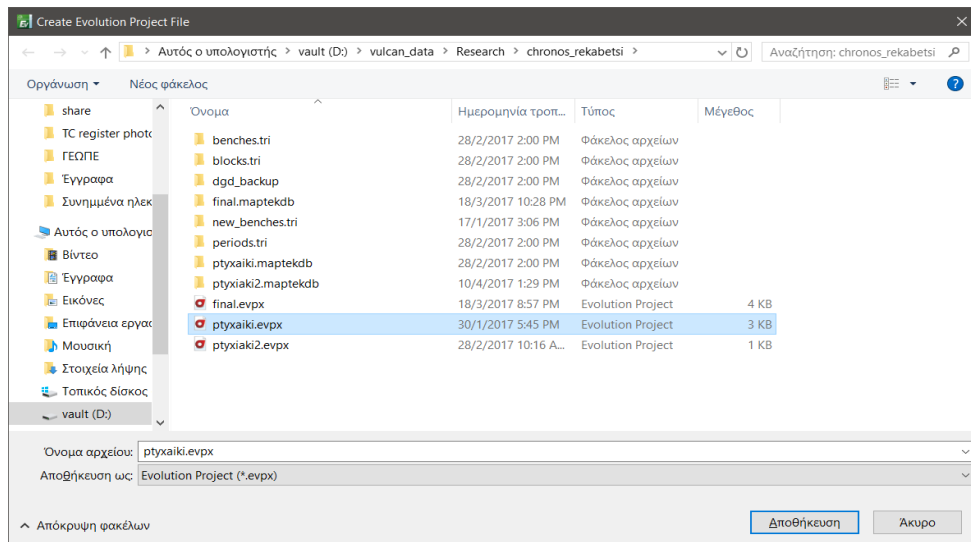 Create Evolution Project File
Αυτός ο υπολογιστής > vault (D:) > vulcan_data > Research > chronos_rekabetsi >
Αναζήτηση: chronos_rekabetsi
Οργάνωση Νέος φάκελος
Όνομα Ημερομηνία τροπ... Τύπος Μέγεθος
share
TC register photo
ΓΕΩΠΕ
Έγγραφα
Συνημμένα ηλεκ
Αυτός ο υπολογισ
Βίντεο
Έγγραφα
Εικόνες
Επιφάνεια εργασ
Μουσική
Στοιχεία λήψης
Τοπικός δίσκος
vault (D:)
benches.tri 28/2/2017 2:00 PM Φάκελος αρχείων
blocks.tri 28/2/2017 2:00 PM Φάκελος αρχείων
dgd_backup 28/2/2017 2:00 PM Φάκελος αρχείων
final.maptekdb 18/3/2017 10:28 PM Φάκελος αρχείων
new_benches.tri 17/1/2017 3:06 PM Φάκελος αρχείων
periods.tri 28/2/2017 2:00 PM Φάκελος αρχείων
ptyxaiki.maptekdb 28/2/2017 2:00 PM Φάκελος αρχείων
ptyxiaki2.maptekdb 10/4/2017 1:29 PM Φάκελος αρχείων
final.evpx 18/3/2017 8:57 PM Evolution Project 4 KB
ptyxaiki.evpx 30/1/2017 5:45 PM Evolution Project 3 KB
ptyxiaki2.evpx 28/2/2017 10:16 A... Evolution Project 1 KB
Όνομα αρχείου: ptyxaiki.evpx
Αποθήκευση ως: Evolution Project (*.evpx)
Απόκρυψη φακέλων
Αποθήκευση Άκυρο